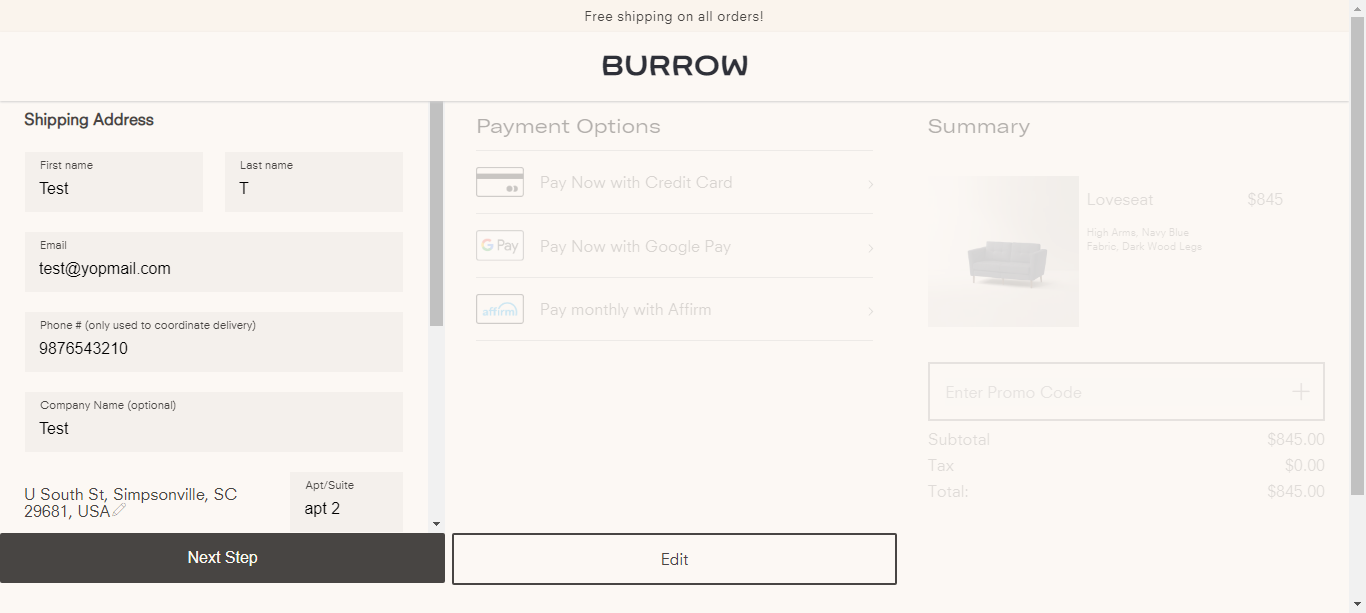 Free shipping on all orders!
BURROW
Shipping Address
First name
Test
Last name
T
Email
test@yopmail.com
Phone # (only used to coordinate delivery)
9876543210
Company Name (optional)
Test
U South St, Simpsonville, SC
29681, USA
Apt/Suite
apt 2
Next Step
Payment Options
Pay Now with Credit Card
G Pay Pay Now with Google Pay
affirm Pay monthly with Affirm
Edit
Summary
Loveseat $845
High Arms, Navy Blue
Fabric, Dark Wood Legs
Enter Promo Code
Subtotal $845.00
Tax $0.00
Total: $845.00